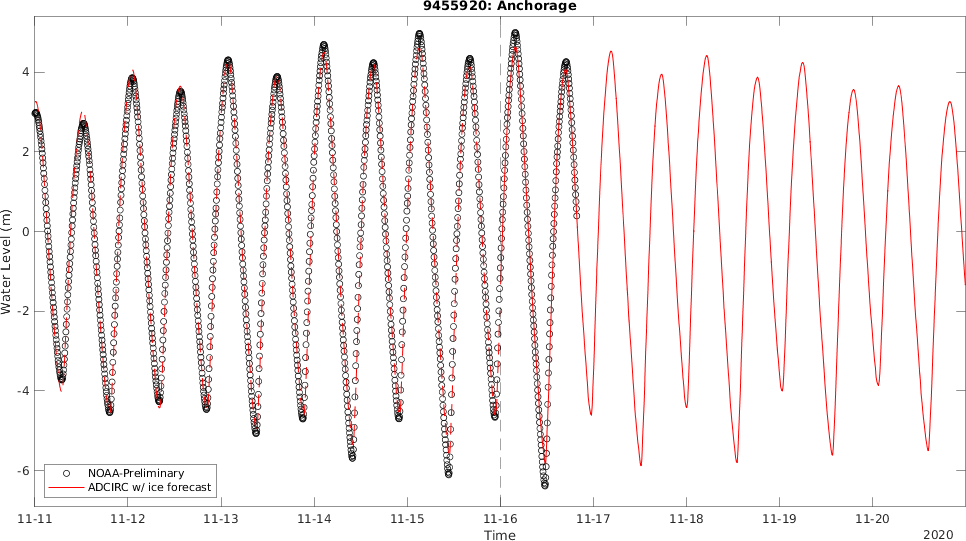 9455920: Anchorage
Water Level (m)
4
2
0
-2
-4
-6
NOAA-Preliminary
ADCIRC w/ ice forecast
11-11 11-12 11-13 11-14 11-15 11-16 11-17 11-18 11-19 11-20
Time
2020